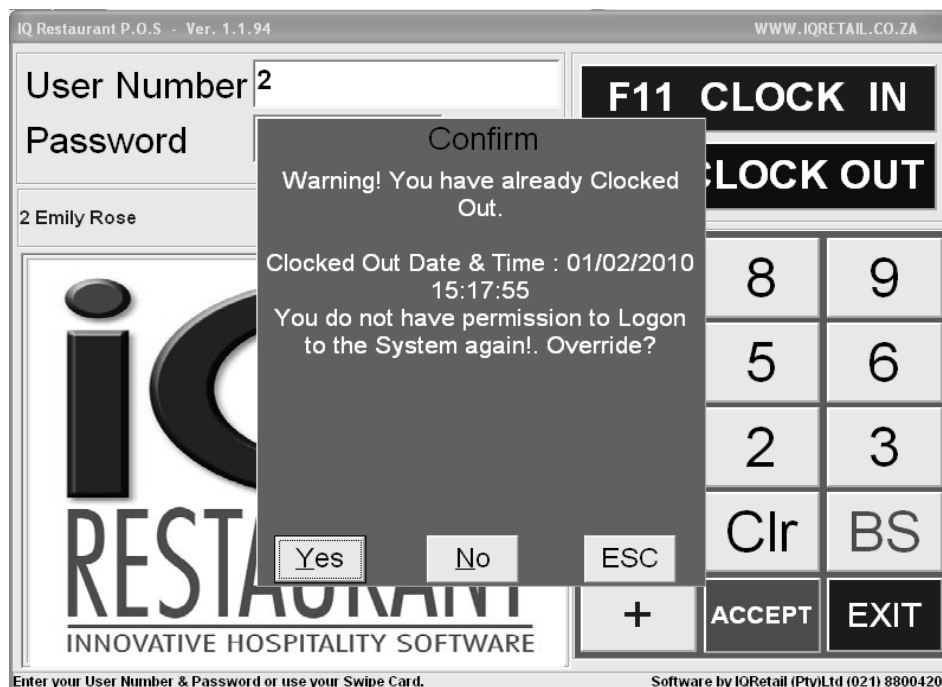 IQ Restaurant P.O.S - Ver. 1.1.94
WWW.IQRETAIL.CO.ZA
User Number 2
Password
2 Emily Rose
F11 CLOCK IN
CLOCK OUT
Confirm
Warning! You have already Clocked
Out.
Clocked Out Date & Time : 01/02/2010
15:17:55
You do not have permission to Logon
to the System again!. Override?
Yes No ESC
8 9
5 6
2 3
Clr BS
+ ACCEPT EXIT
INNOVATIVE HOSPITALITY SOFTWARE
Enter your User Number & Password or use your Swipe Card.
Software by IQRetail (Pty)Ltd (021) 8800420